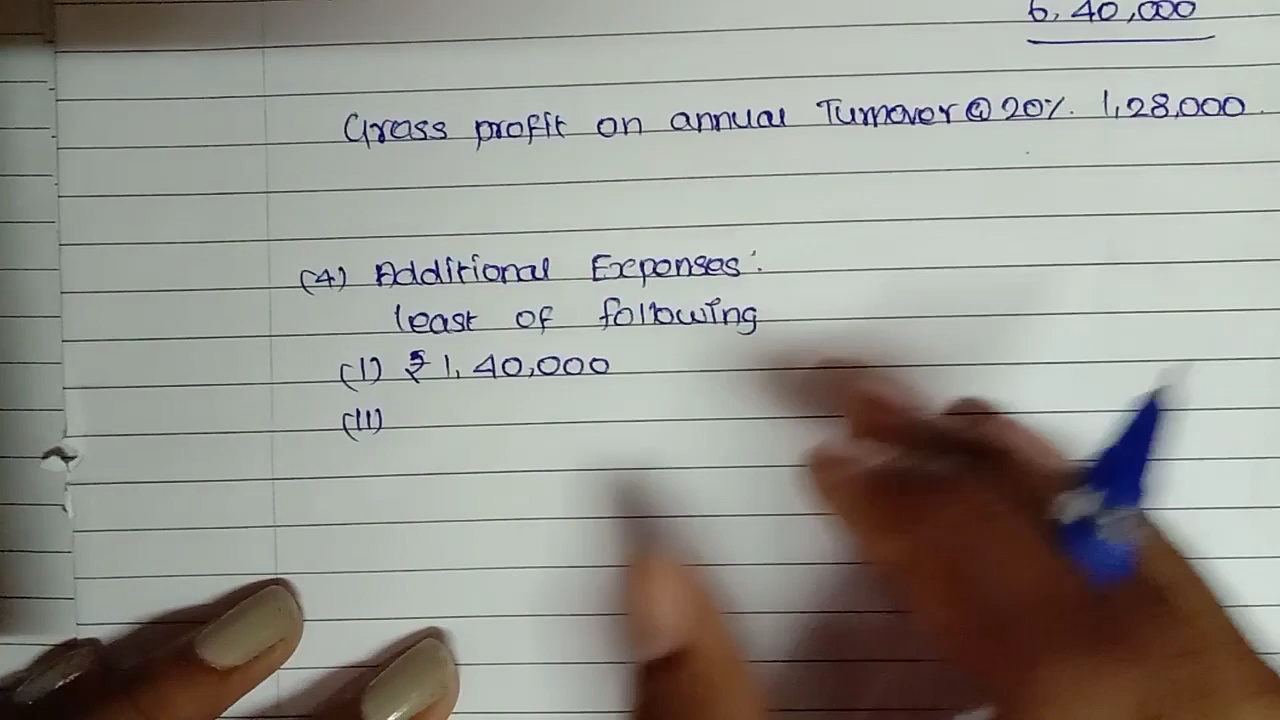 6,40,000
Gross profit on annual Turnover @ 20%. 1,28,000
(4) Additional Expenses:
least of following
(I) ₹ 1,40,000
(II)